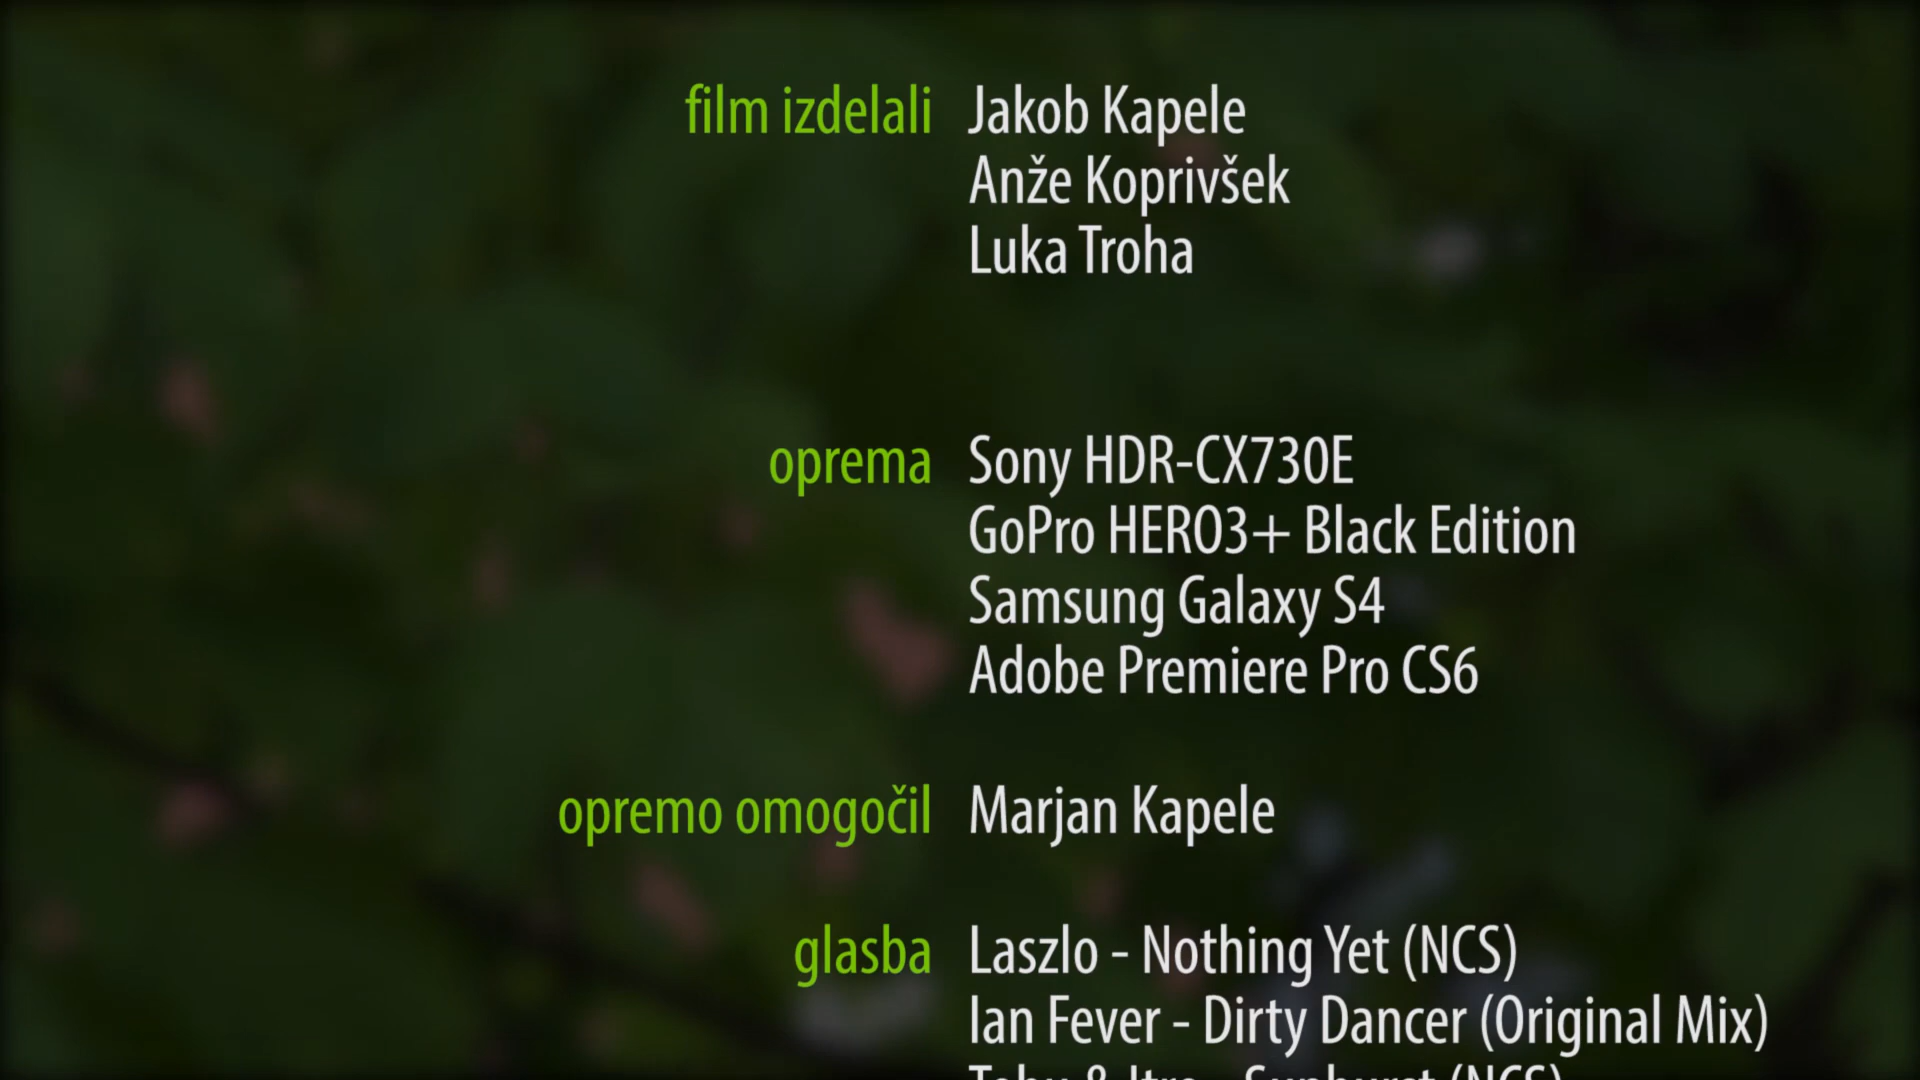 film izdelali Jakob Kapele
Anže Koprivšek
Luka Troha
oprema Sony HDR-CX730E
GoPro HERO3+ Black Edition
Samsung Galaxy S4
Adobe Premiere Pro CS6
opremo omogočil Marjan Kapele
glasba Laszlo - Nothing Yet (NCS)
Ian Fever - Dirty Dancer (Original Mix)